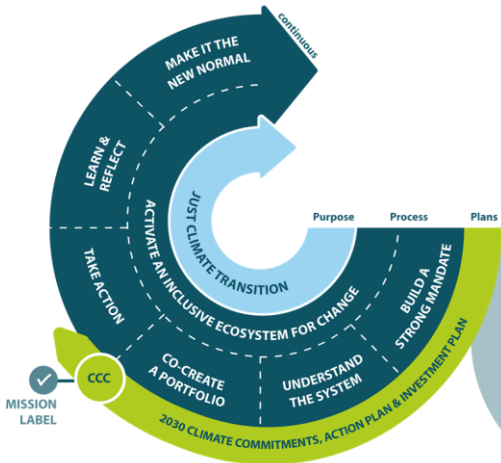 continuous
MAKE IT THE
NEW NORMAL
LEARN &
REFLECT
TAKE ACTION
CO-CREATE
A PORTFOLIO
UNDERSTAND
THE SYSTEM
BUILD A
STRONG MANDATE
ACTIVATE AN INCLUSIVE ECOSYSTEM FOR CHANGE
JUST CLIMATE TRANSITION
Purpose
Process
Plans
2030 CLIMATE COMMITMENTS, ACTION PLAN & INVESTMENT PLAN
CCC
MISSION
LABEL